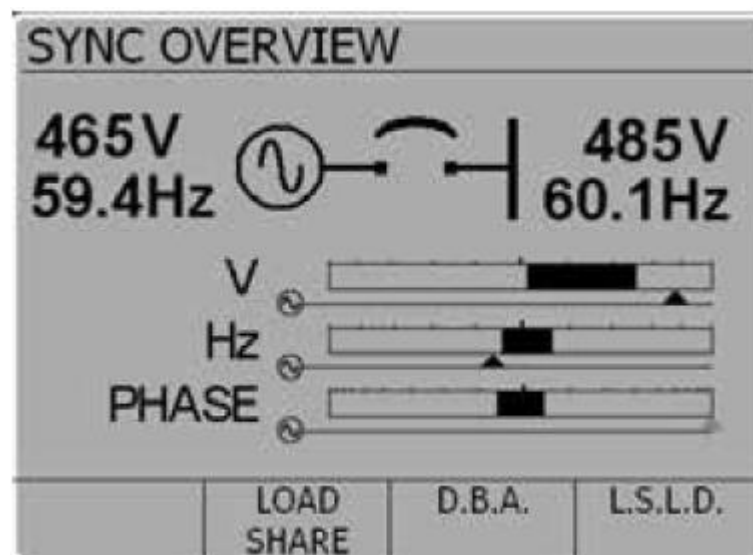 SYNC OVERVIEW
465V
59.4Hz
485V
60.1Hz
V
Hz
PHASE
LOAD SHARE
D.B.A.
L.S.L.D.